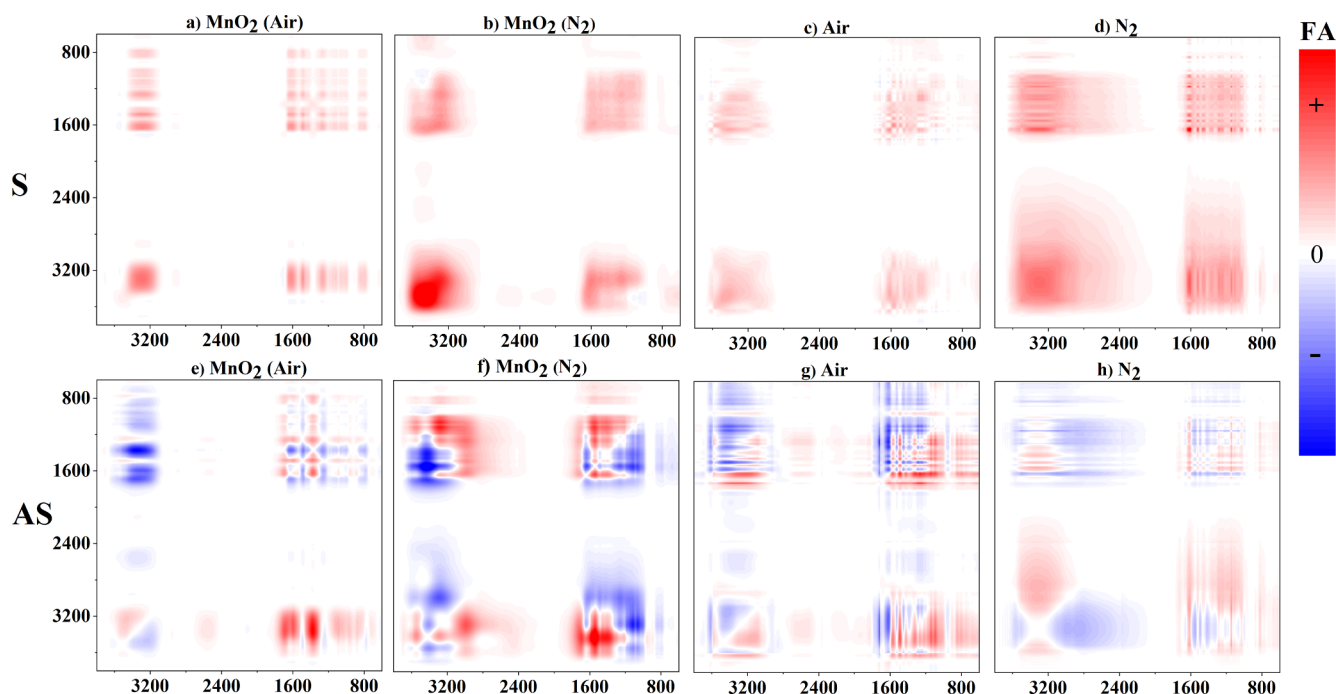 a) MnO₂ (Air) b) MnO₂ (N₂) c) Air d) N₂ FA
800
1600
2400
3200
S
+
0
-
3200 2400 1600 800 3200 2400 1600 800 3200 2400 1600 800 3200 2400 1600 800
e) MnO₂ (Air) f) MnO₂ (N₂) g) Air h) N₂
800
1600
2400
3200
AS
3200 2400 1600 800 3200 2400 1600 800 3200 2400 1600 800 3200 2400 1600 800